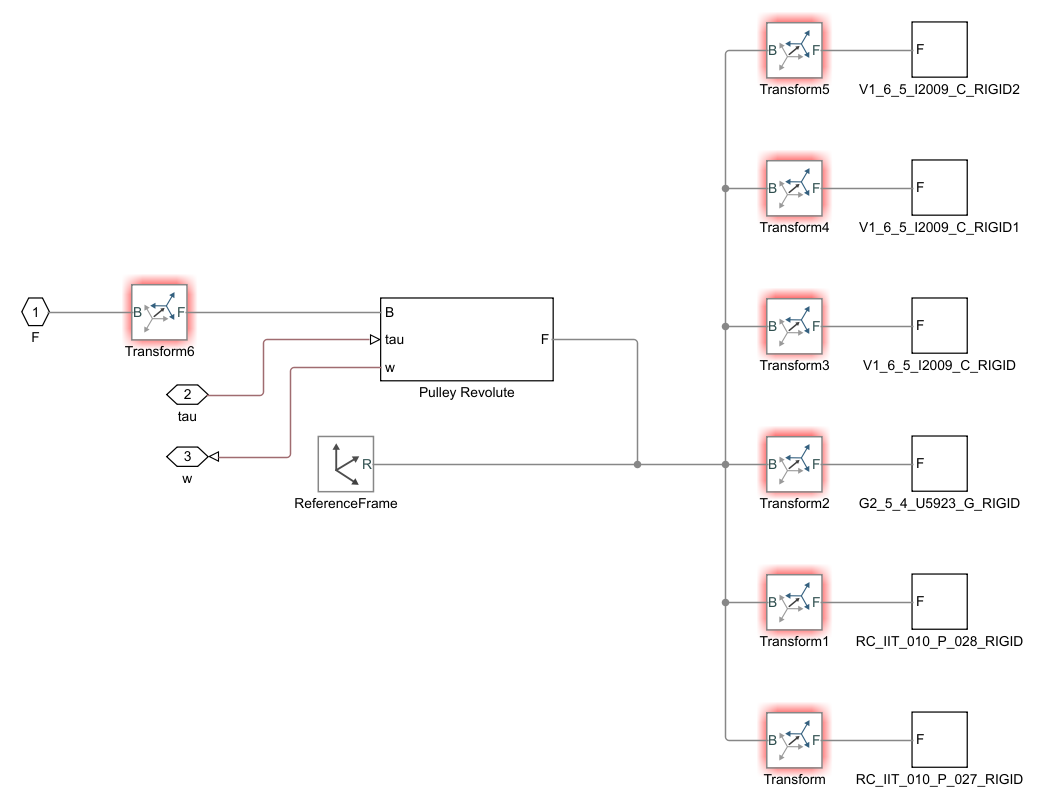 B F F
Transform5 V1_6_5_I2009_C_RIGID2
B F F
Transform4 V1_6_5_I2009_C_RIGID1
1 B F B
F
Transform6
tau F
w
Pulley Revolute
B F F
Transform3 V1_6_5_I2009_C_RIGID
2
tau
3
w
R
ReferenceFrame
B F F
Transform2 G2_5_4_U5923_G_RIGID
B F F
Transform1 RC_IIT_010_P_028_RIGID
B F F
Transform RC_IIT_010_P_027_RIGID